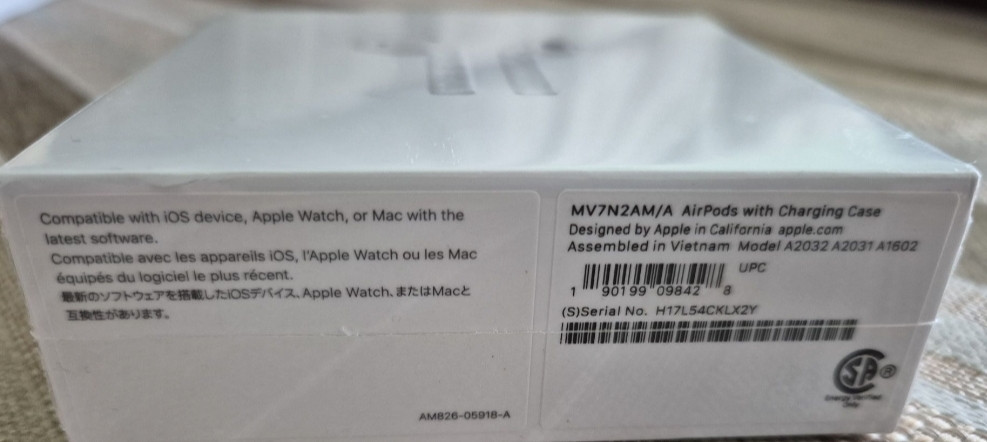 Compatible with iOS device, Apple Watch, or Mac with the
latest software.
Compatible avec les appareils iOS, l'Apple Watch ou les Mac
équipés du logiciel le plus récent.
最新のソフトウェアを搭載したiOSデバイス、Apple Watch、またはMacと
互換性があります。
AM826-05918-A
MV7N2AM/A AirPods with Charging Case
Designed by Apple in California apple.com
Assembled in Vietnam Model A2032 A2031 A1602
UPC
1 90199 09842 8
(S)Serial No. H17L54CKLX2Y
SA ®
Energy Verified
Only